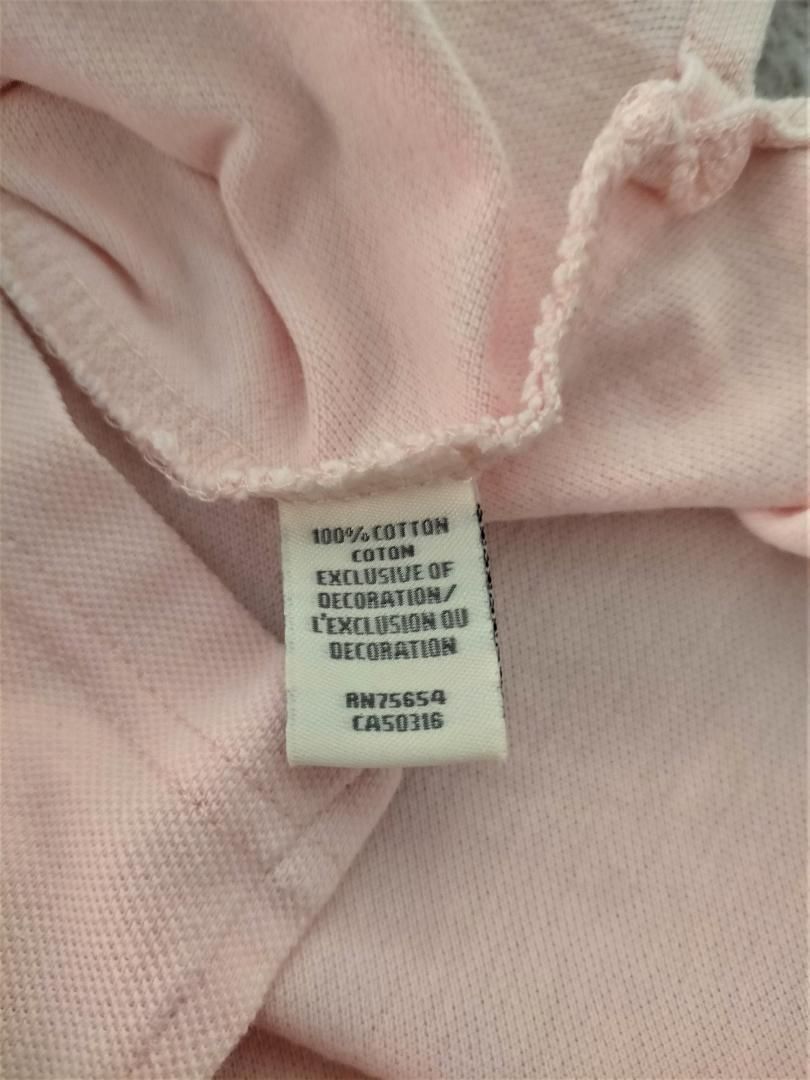 100% COTTON
COTON
EXCLUSIVE OF
DECORATION/
L'EXCLUSION OU
DECORATION
RN75654
CA50316